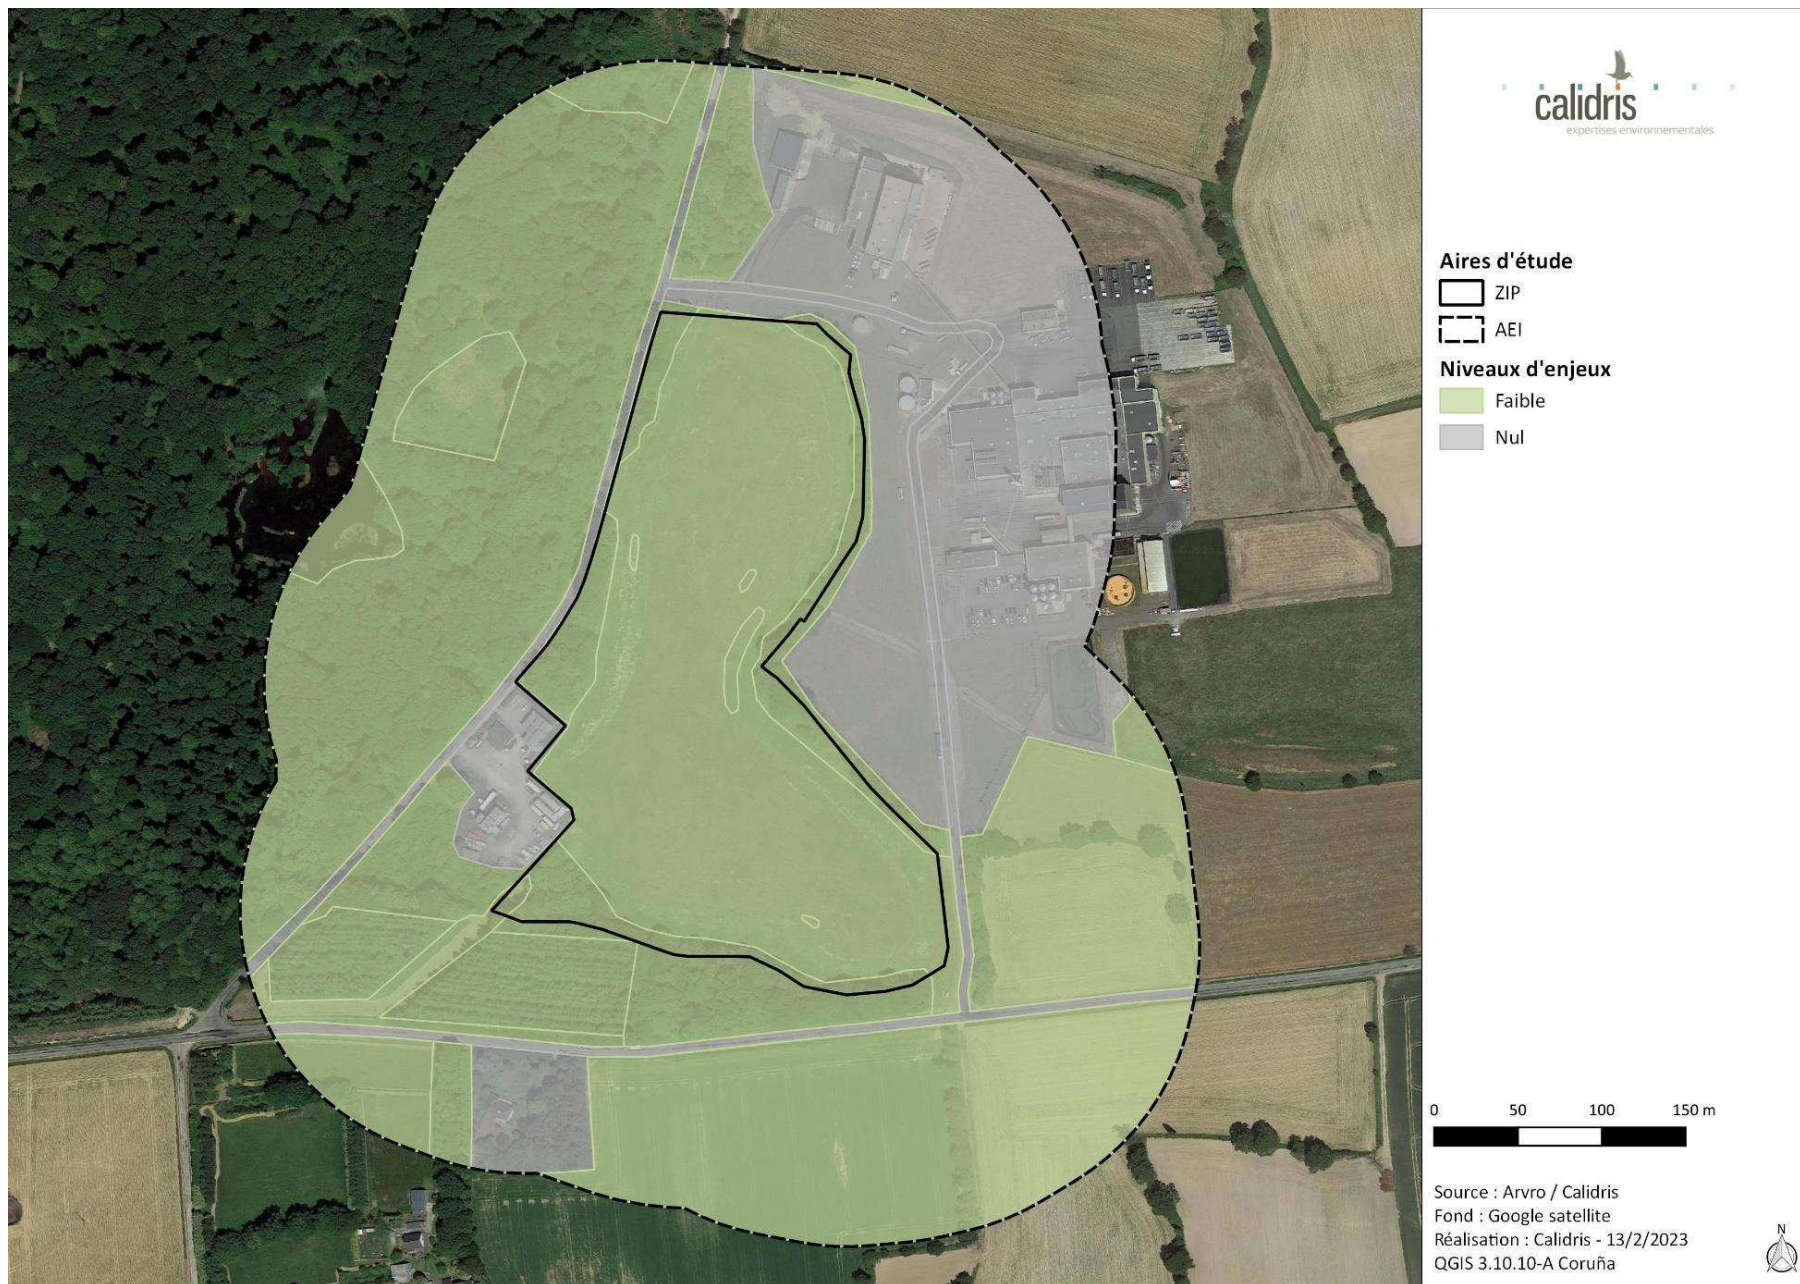 calidris
expertises environnementales
Aires d'étude
ZIP
AEI
Niveaux d'enjeux
Faible
Nul
0 50 100 150 m
Source : Arvro / Calidris
Fond : Google satellite
Réalisation : Calidris - 13/2/2023
QGIS 3.10.10-A Coruña
N